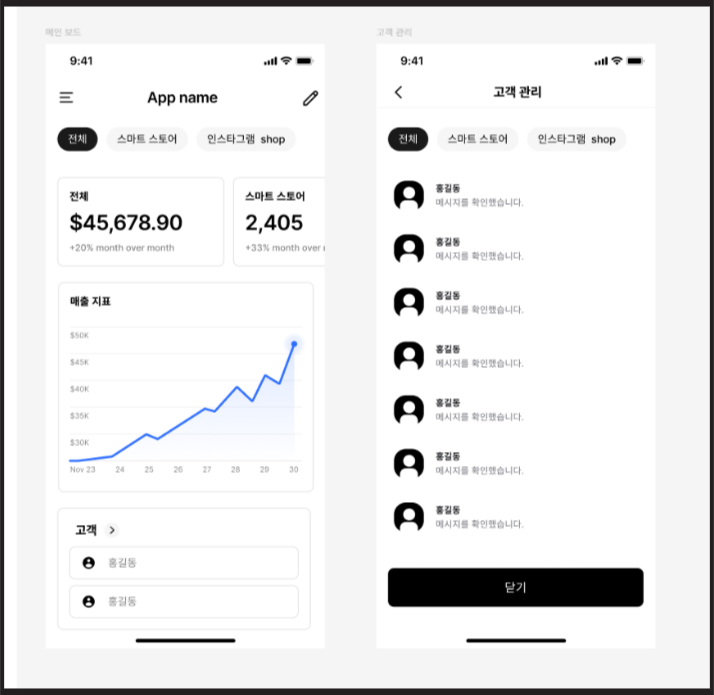 메인 보드
9:41
App name
전체
스마트 스토어
인스타그램 shop
전체
$45,678.90
+20% month over month
스마트 스토어
2,405
+33% month over
매출 지표
$50K
$45K
$40K
$35K
$30K
Nov 23 24 25 26 27 28 29 30
고객
홍길동
홍길동
고객 관리
9:41
고객 관리
전체
스마트 스토어
인스타그램 shop
홍길동
메시지를 확인했습니다.
홍길동
메시지를 확인했습니다.
홍길동
메시지를 확인했습니다.
홍길동
메시지를 확인했습니다.
홍길동
메시지를 확인했습니다.
홍길동
메시지를 확인했습니다.
홍길동
메시지를 확인했습니다.
닫기